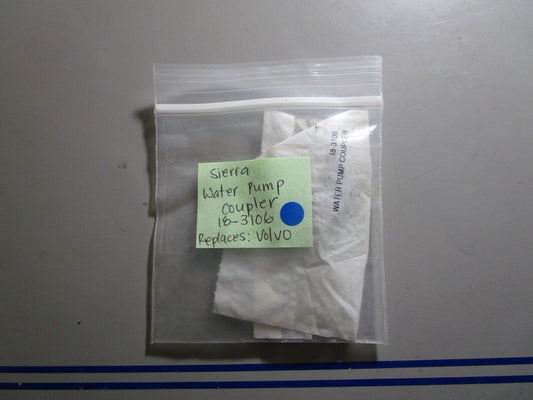 Sierra
Water Pump
Coupler
18-3106
Replaces: Volvo
18-3106
WATER PUMP COUPLER